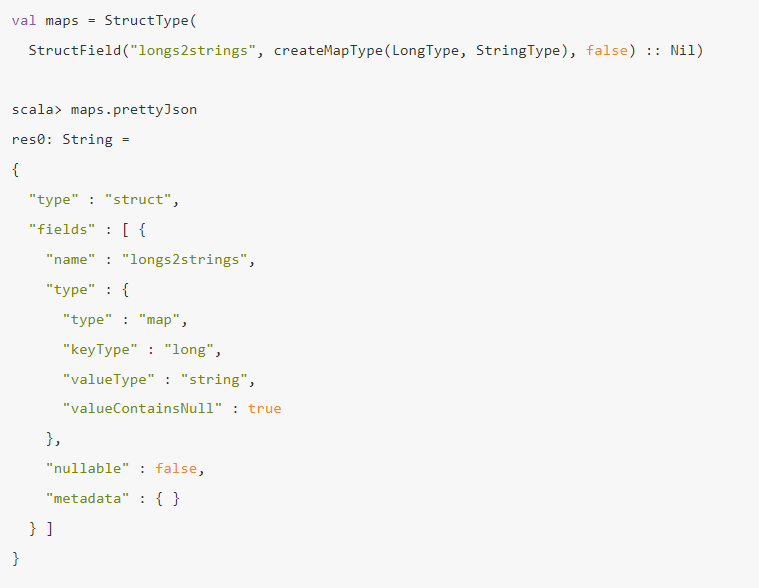 val maps = StructType(
  StructField("longs2strings", createMapType(LongType, StringType), false) :: Nil)

scala> maps.prettyJson
res0: String =
{
  "type" : "struct",
  "fields" : [ {
    "name" : "longs2strings",
    "type" : {
      "type" : "map",
      "keyType" : "long",
      "valueType" : "string",
      "valueContainsNull" : true
    },
    "nullable" : false,
    "metadata" : { }
  } ]
}